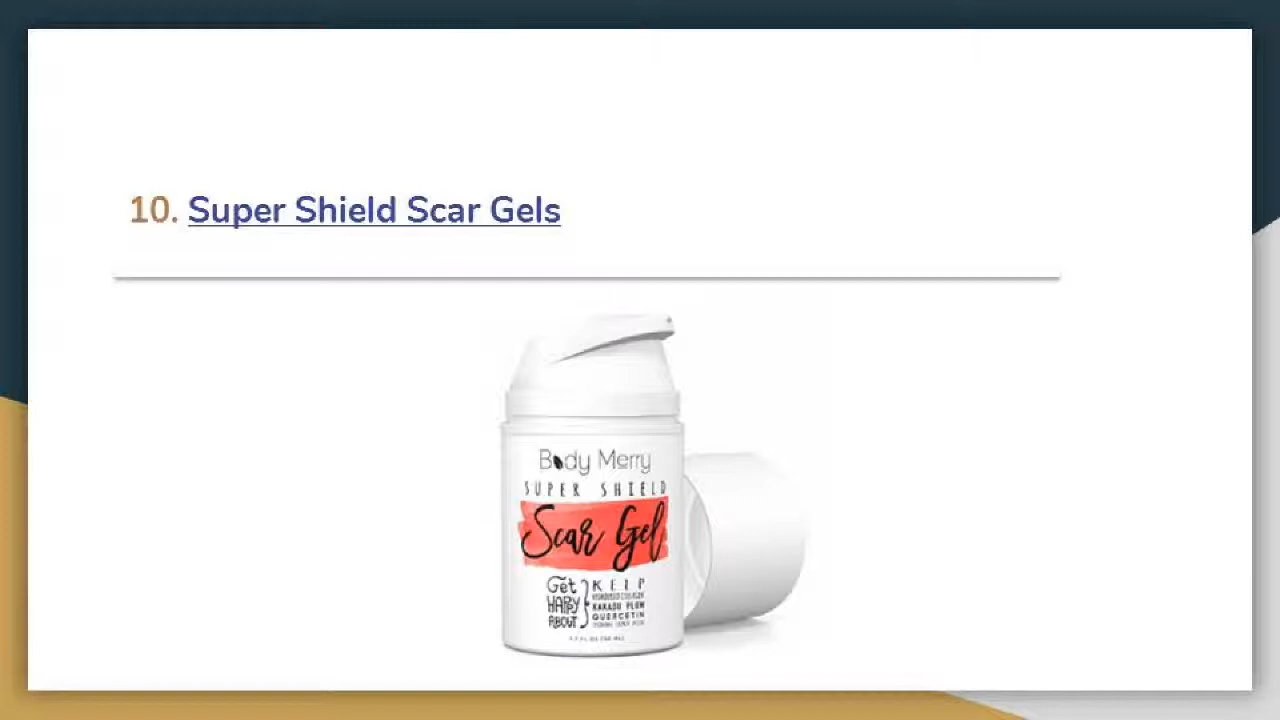 10. Super Shield Scar Gels
Body Merry
SUPER SHIELD
Scar Gel
Get HAPPY ABOUT
KELP
KAKADU PLUM
QUERCETIN